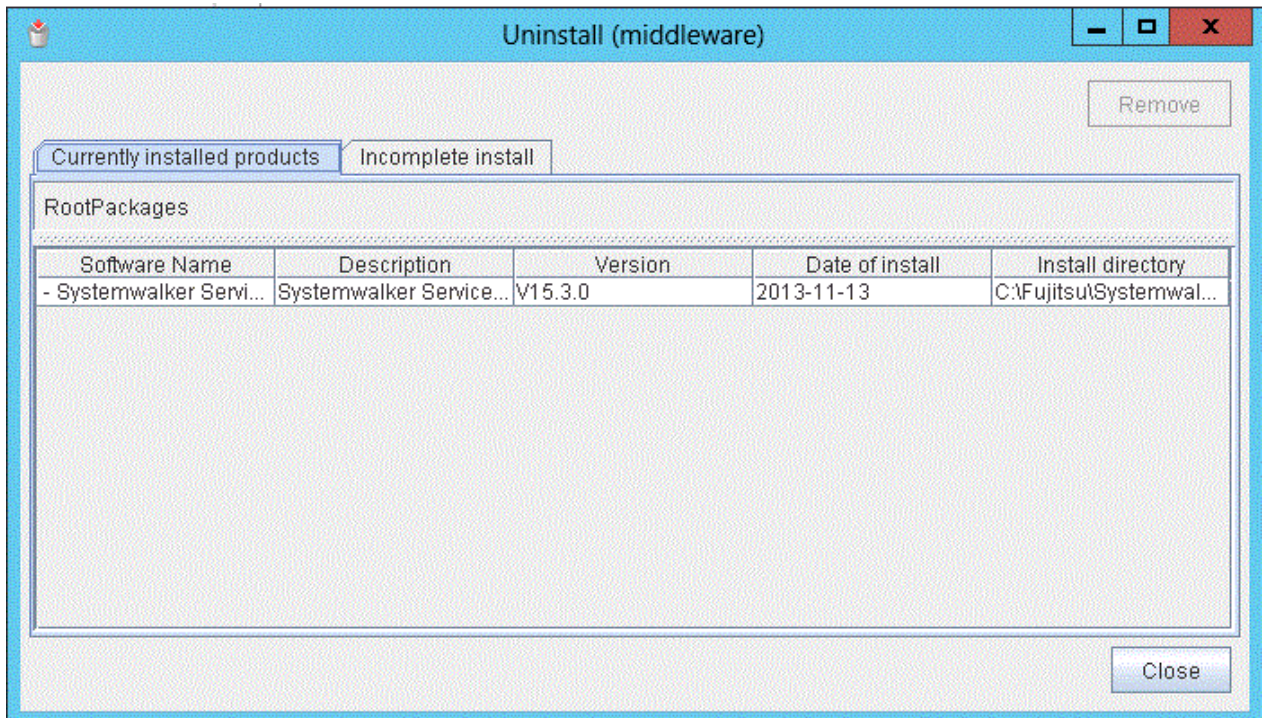 Uninstall (middleware)
Remove
Currently installed products Incomplete install
RootPackages
Software Name Description Version Date of install Install directory
- Systemwalker Servi... Systemwalker Service... V15.3.0 2013-11-13 C:\Fujitsu\Systemwal...
Close